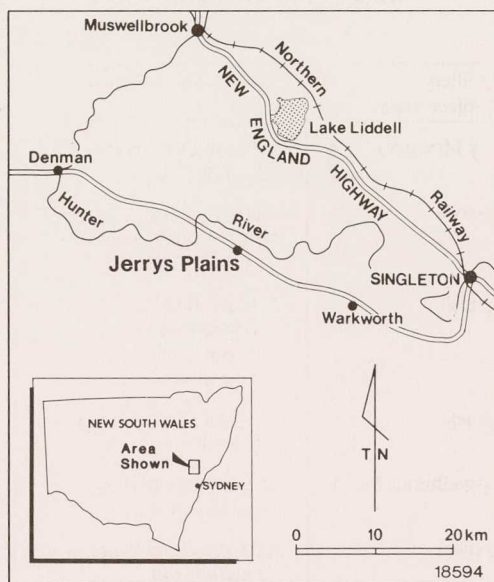 Muswellbrook
Northern
NEW
ENGLAND
Lake Liddell
HIGHWAY
Railway
Denman
Hunter
River
Jerrys Plains
SINGLETON
Warkworth
NEW SOUTH WALES
Area
Shown
SYDNEY
T N
0 10 20 km
18594